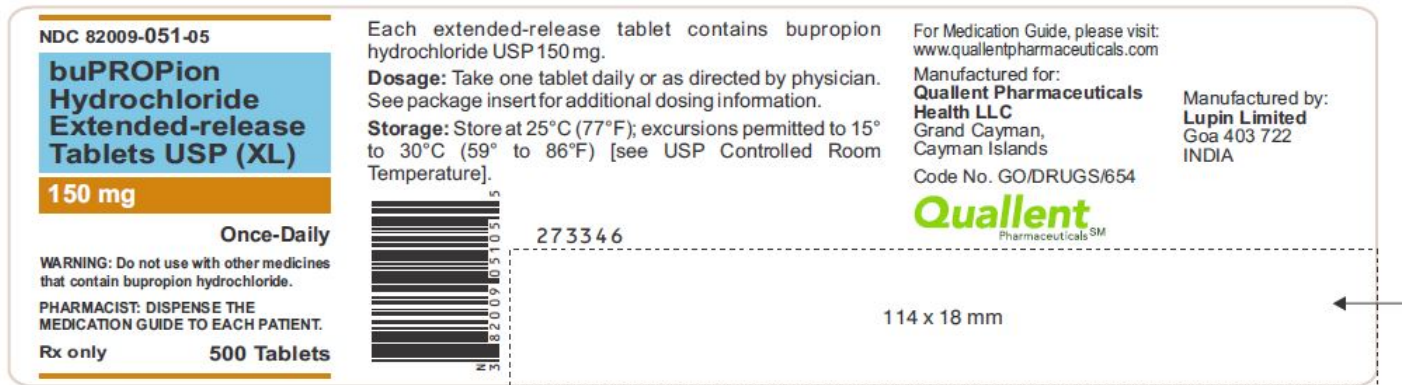 NDC 82009-051-05
buPROPion
Hydrochloride
Extended-release
Tablets USP (XL)
150 mg
Once-Daily
WARNING: Do not use with other medicines
that contain bupropion hydrochloride.
PHARMACIST: DISPENSE THE
MEDICATION GUIDE TO EACH PATIENT.
Rx only 500 Tablets
Each extended-release tablet contains bupropion
hydrochloride USP 150 mg.
Dosage: Take one tablet daily or as directed by physician.
See package insert for additional dosing information.
Storage: Store at 25°C (77°F); excursions permitted to 15°
to 30°C (59° to 86°F) [see USP Controlled Room
Temperature].
N
3 82009 05105 5
273346
For Medication Guide, please visit:
www.quallentpharmaceuticals.com
Manufactured for:
Quallent Pharmaceuticals
Health LLC
Grand Cayman,
Cayman Islands
Code No. GO/DRUGS/654
Quallent
Pharmaceuticals SM
Manufactured by:
Lupin Limited
Goa 403 722
INDIA
114 x 18 mm